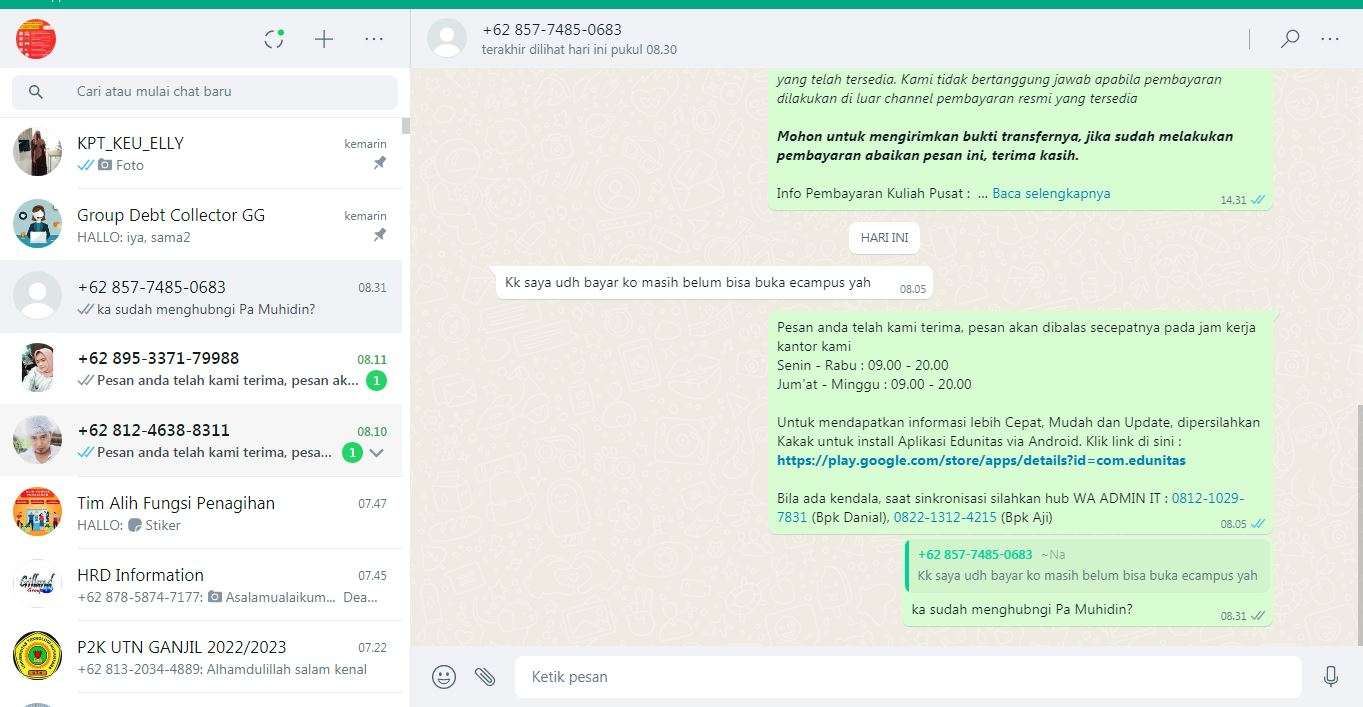 Cari atau mulai chat baru
KPT_KEU_ELLY
kemarin
Foto
Group Debt Collector GG
kemarin
HALLO: iya, sama2
+62 857-7485-0683
08.31
ka sudah menghubngi Pa Muhidin?
+62 895-3371-79988
08.11
Pesan anda telah kami terima, pesan ak...
1
+62 812-4638-8311
08.10
Pesan anda telah kami terima, pesa...
1
Tim Alih Fungsi Penagihan
07.47
HALLO: Stiker
HRD Information
07.45
+62 878-5874-7177: Asalamualaikum... Dea...
P2K UTN GANJIL 2022/2023
07.22
+62 813-2034-4889: Alhamdulillah salam kenal
+62 857-7485-0683
terakhir dilihat hari ini pukul 08.30
yang telah tersedia. Kami tidak bertanggung jawab apabila pembayaran
dilakukan di luar channel pembayaran resmi yang tersedia
Mohon untuk mengirimkan bukti transfernya, jika sudah melakukan
pembayaran abaikan pesan ini, terima kasih.
Info Pembayaran Kuliah Pusat : ... Baca selengkapnya
14.31
HARI INI
Kk saya udh bayar ko masih belum bisa buka ecampus yah
08.05
Pesan anda telah kami terima, pesan akan dibalas secepatnya pada jam kerja
kantor kami
Senin - Rabu : 09.00 - 20.00
Jum'at - Minggu : 09.00 - 20.00
Untuk mendapatkan informasi lebih Cepat, Mudah dan Update, dipersilahkan
Kakak untuk install Aplikasi Edunitas via Android. Klik link di sini :
https://play.google.com/store/apps/details?id=com.edunitas
Bila ada kendala, saat sinkronisasi silahkan hub WA ADMIN IT : 0812-1029-
7831 (Bpk Danial), 0822-1312-4215 (Bpk Aji)
08.05
+62 857-7485-0683 ~Na
Kk saya udh bayar ko masih belum bisa buka ecampus yah
ka sudah menghubngi Pa Muhidin?
08.31
Ketik pesan